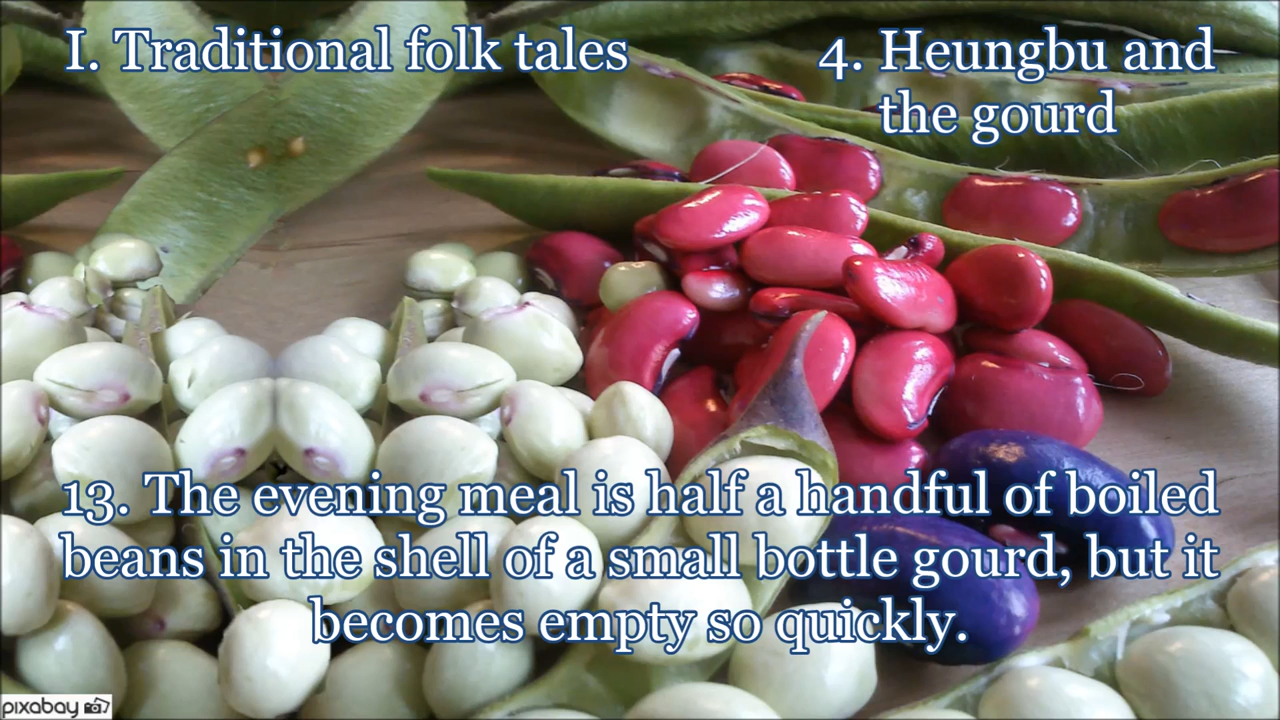 I. Traditional folk tales
4. Heungbu and
the gourd
13. The evening meal is half a handful of boiled
beans in the shell of a small bottle gourd, but it
becomes empty so quickly.
pixabay